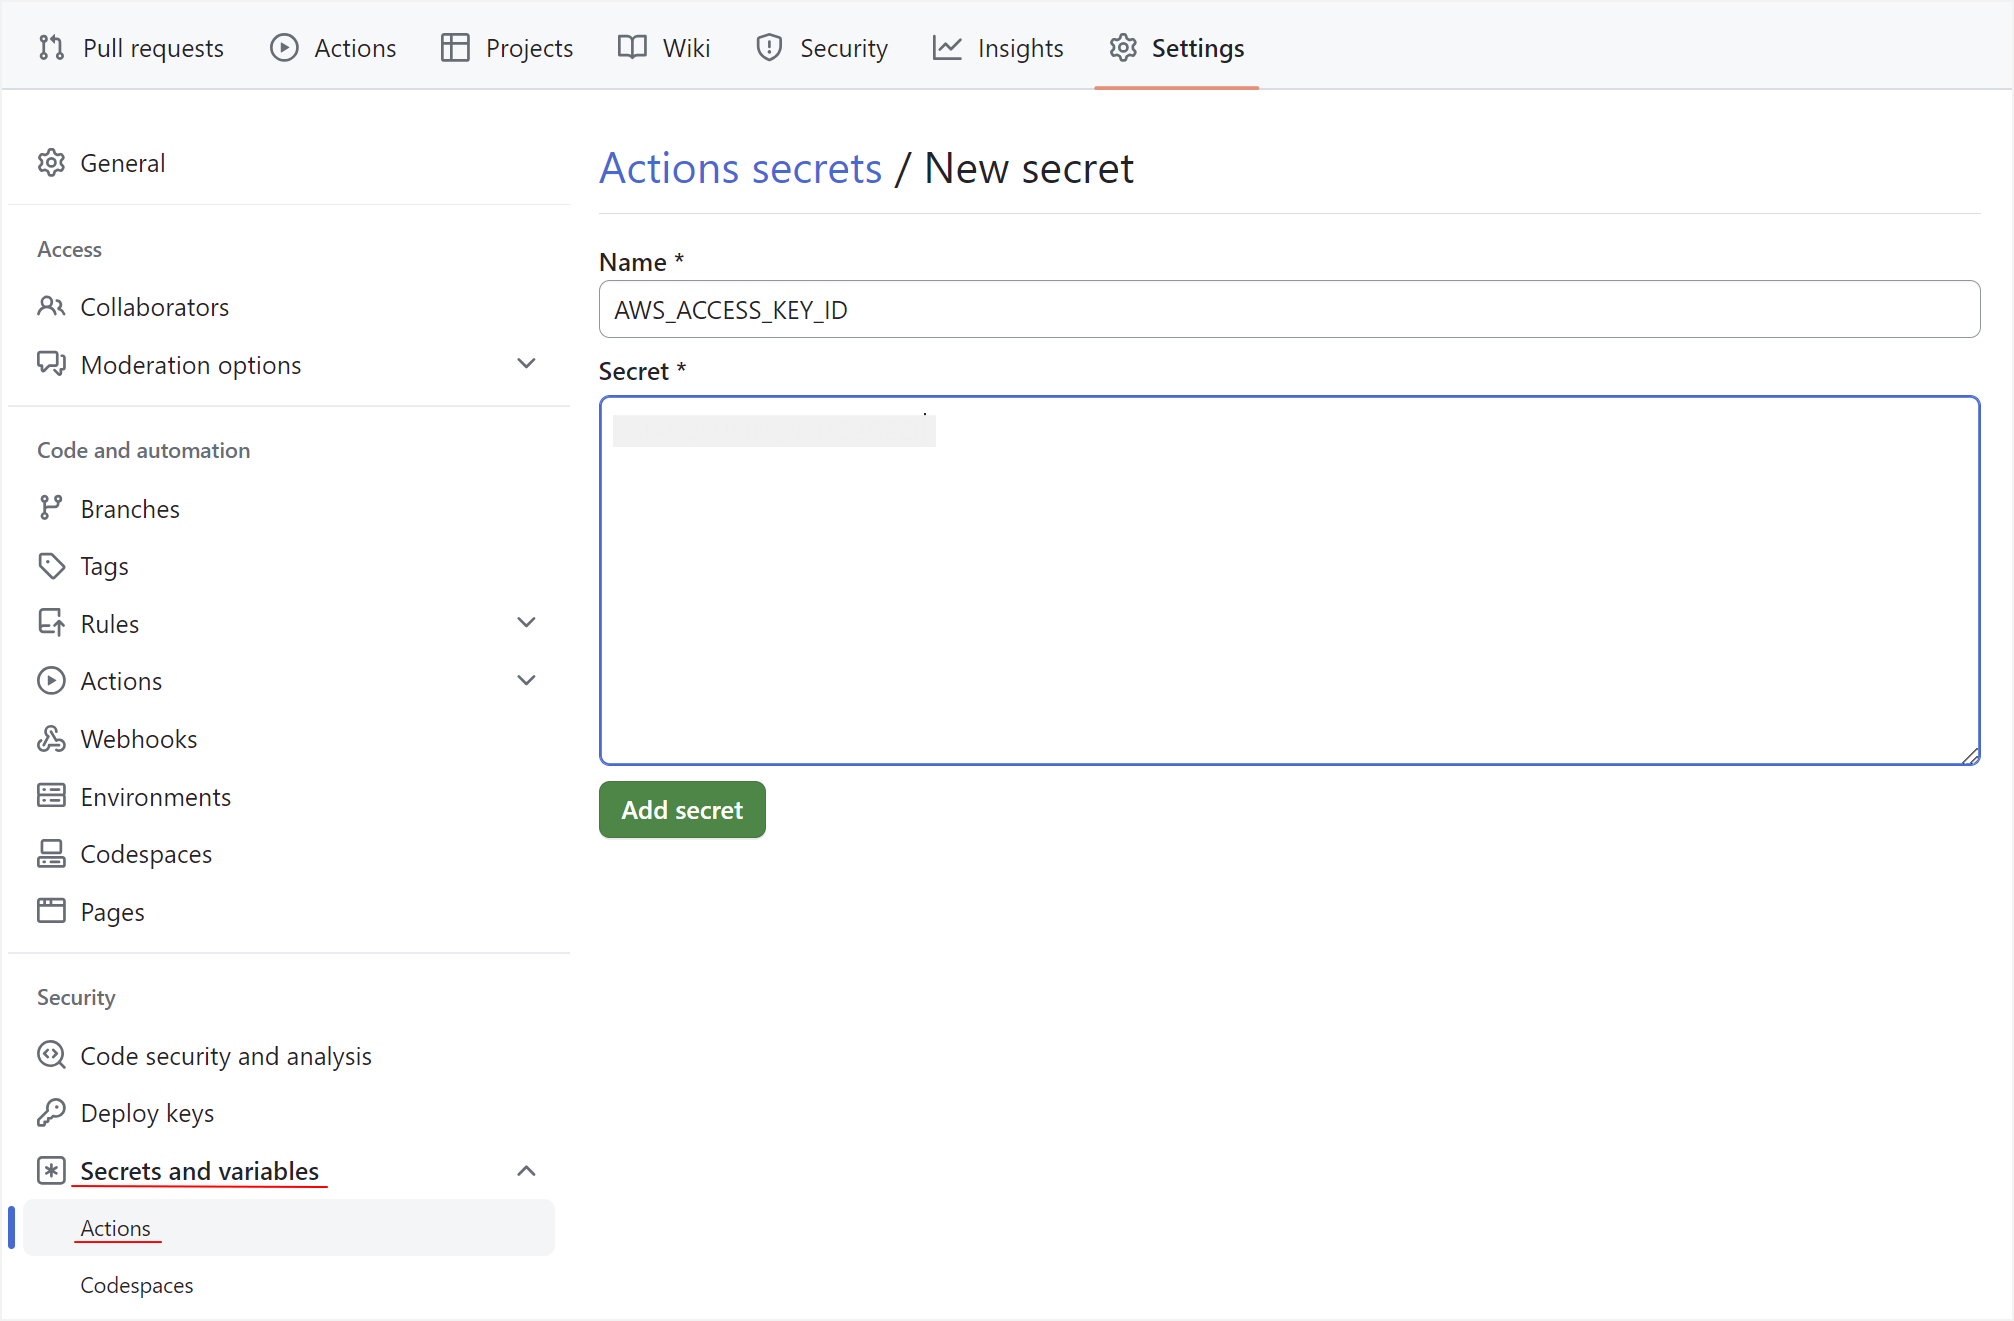 Pull requests Actions Projects Wiki Security Insights Settings
General
Access
Collaborators
Moderation options
Code and automation
Branches
Tags
Rules
Actions
Webhooks
Environments
Codespaces
Pages
Security
Code security and analysis
Deploy keys
Secrets and variables
Actions
Codespaces
Actions secrets / New secret
Name *
AWS_ACCESS_KEY_ID
Secret *
Add secret